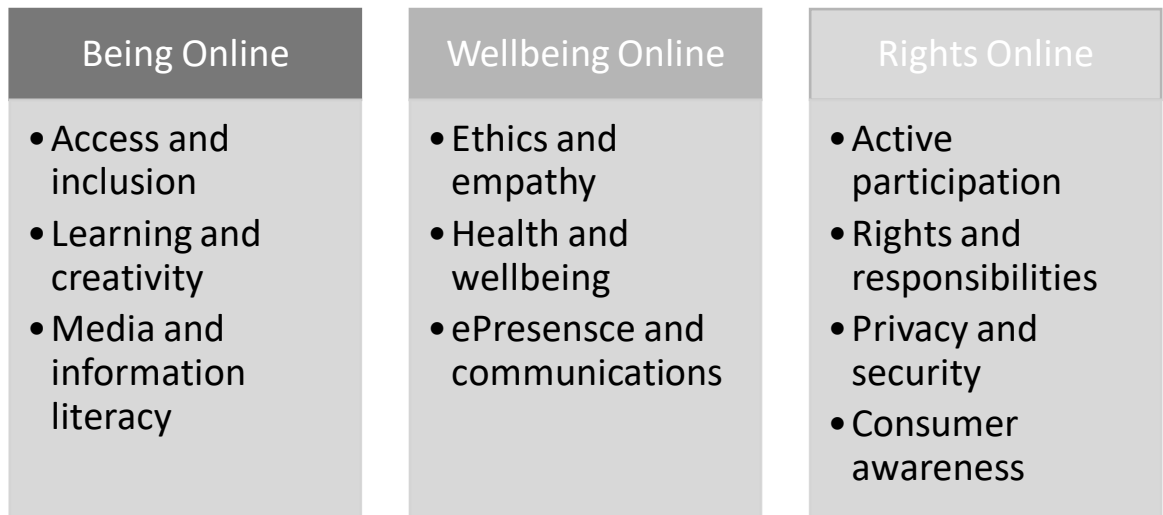 Being Online
• Access and
inclusion
• Learning and
creativity
• Media and
information
literacy
Wellbeing Online
• Ethics and
empathy
• Health and
wellbeing
• ePresensce and
communications
Rights Online
• Active
participation
• Rights and
responsibilities
• Privacy and
security
• Consumer
awareness